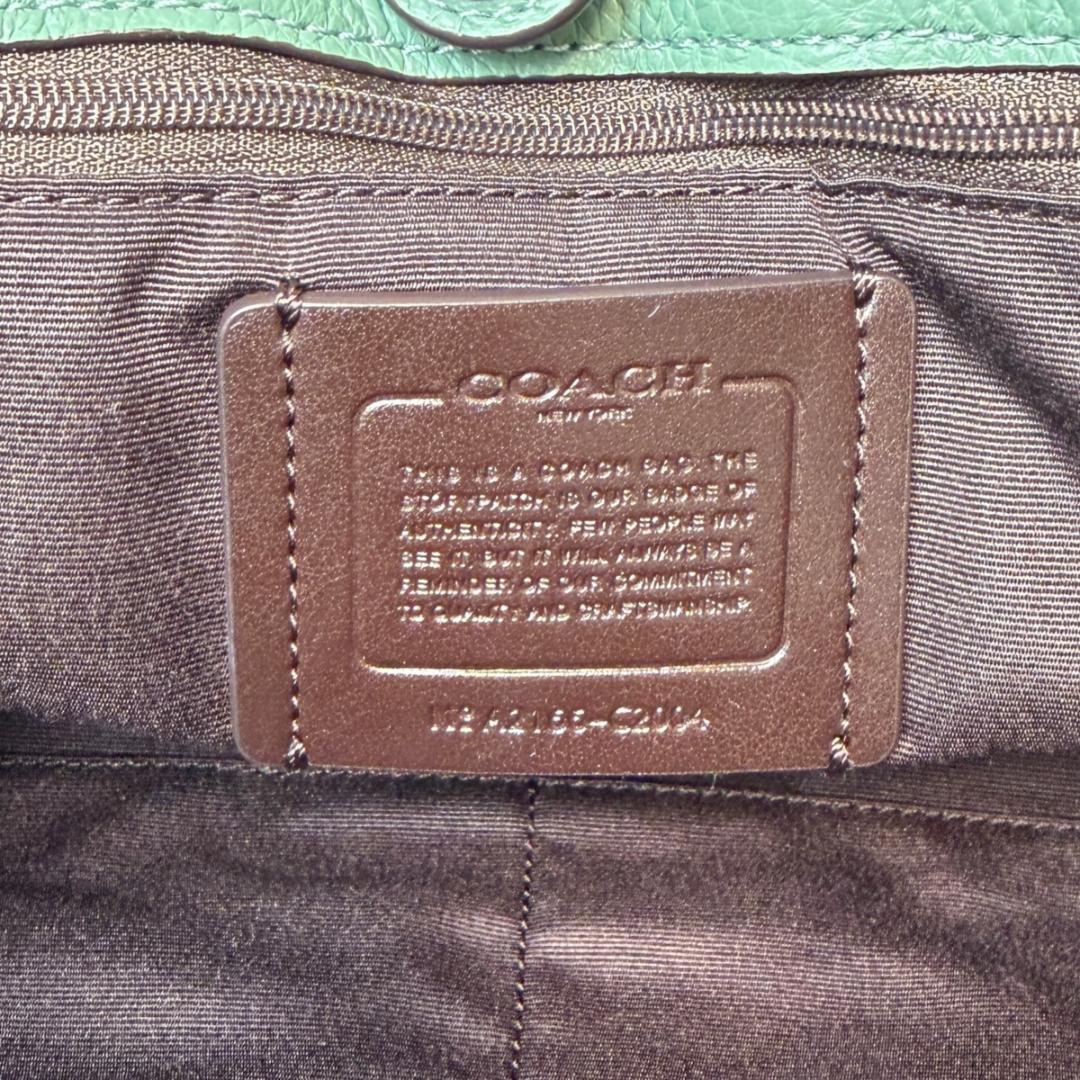 COACH
NEW YORK
THIS IS A COACH BAG. THE
STORYPATCH IS OUR BADGE OF
AUTHENTICITY. FEW PEOPLE MAY
SEE IT, BUT IT WILL ALWAYS BE A
REMINDER OF OUR COMMITMENT
TO QUALITY AND CRAFTSMANSHIP.